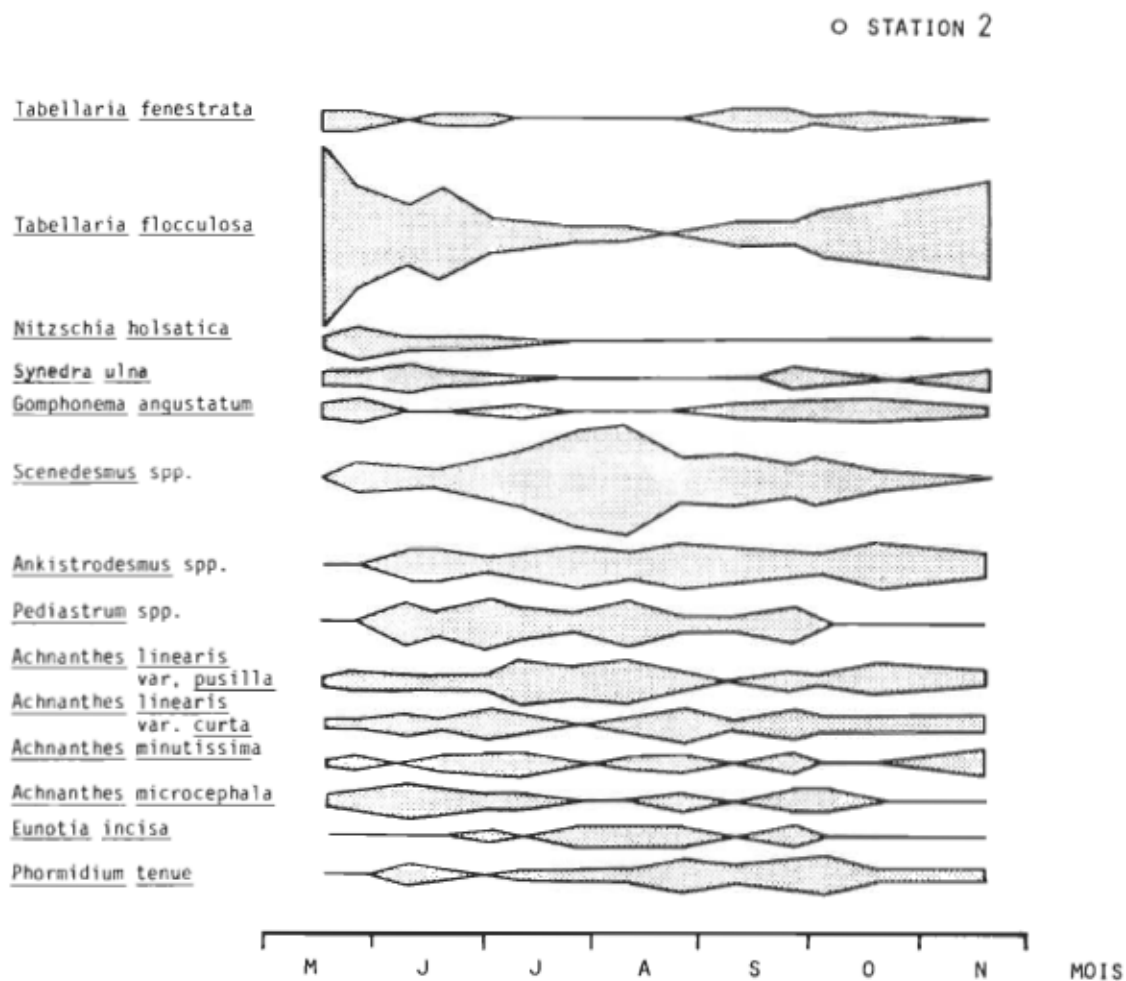 O STATION 2
Tabellaria fenestrata
Tabellaria flocculosa
Nitzschia holsatica
Synedra ulna
Gomphonema angustatum
Scenedesmus spp.
Ankistrodesmus spp.
Pediastrum spp.
Achnanthes linearis
var. pusilla
Achnanthes linearis
var. curta
Achnanthes minutissima
Achnanthes microcephala
Eunotia incisa
Phormidium tenue
M J J A S O N MOIS